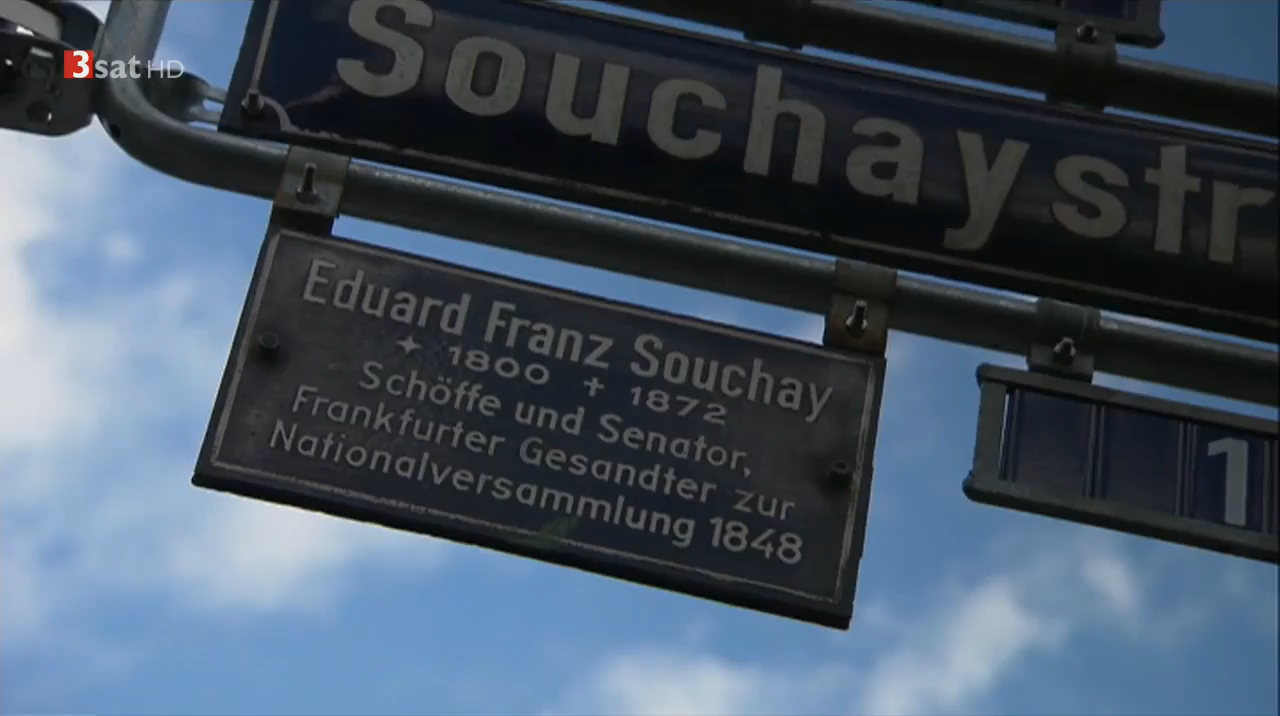 3sat HD
Souchaystr
Eduard Franz Souchay
✦ 1800 + 1872
Schöffe und Senator,
Frankfurter Gesandter zur
Nationalversammlung 1848
1